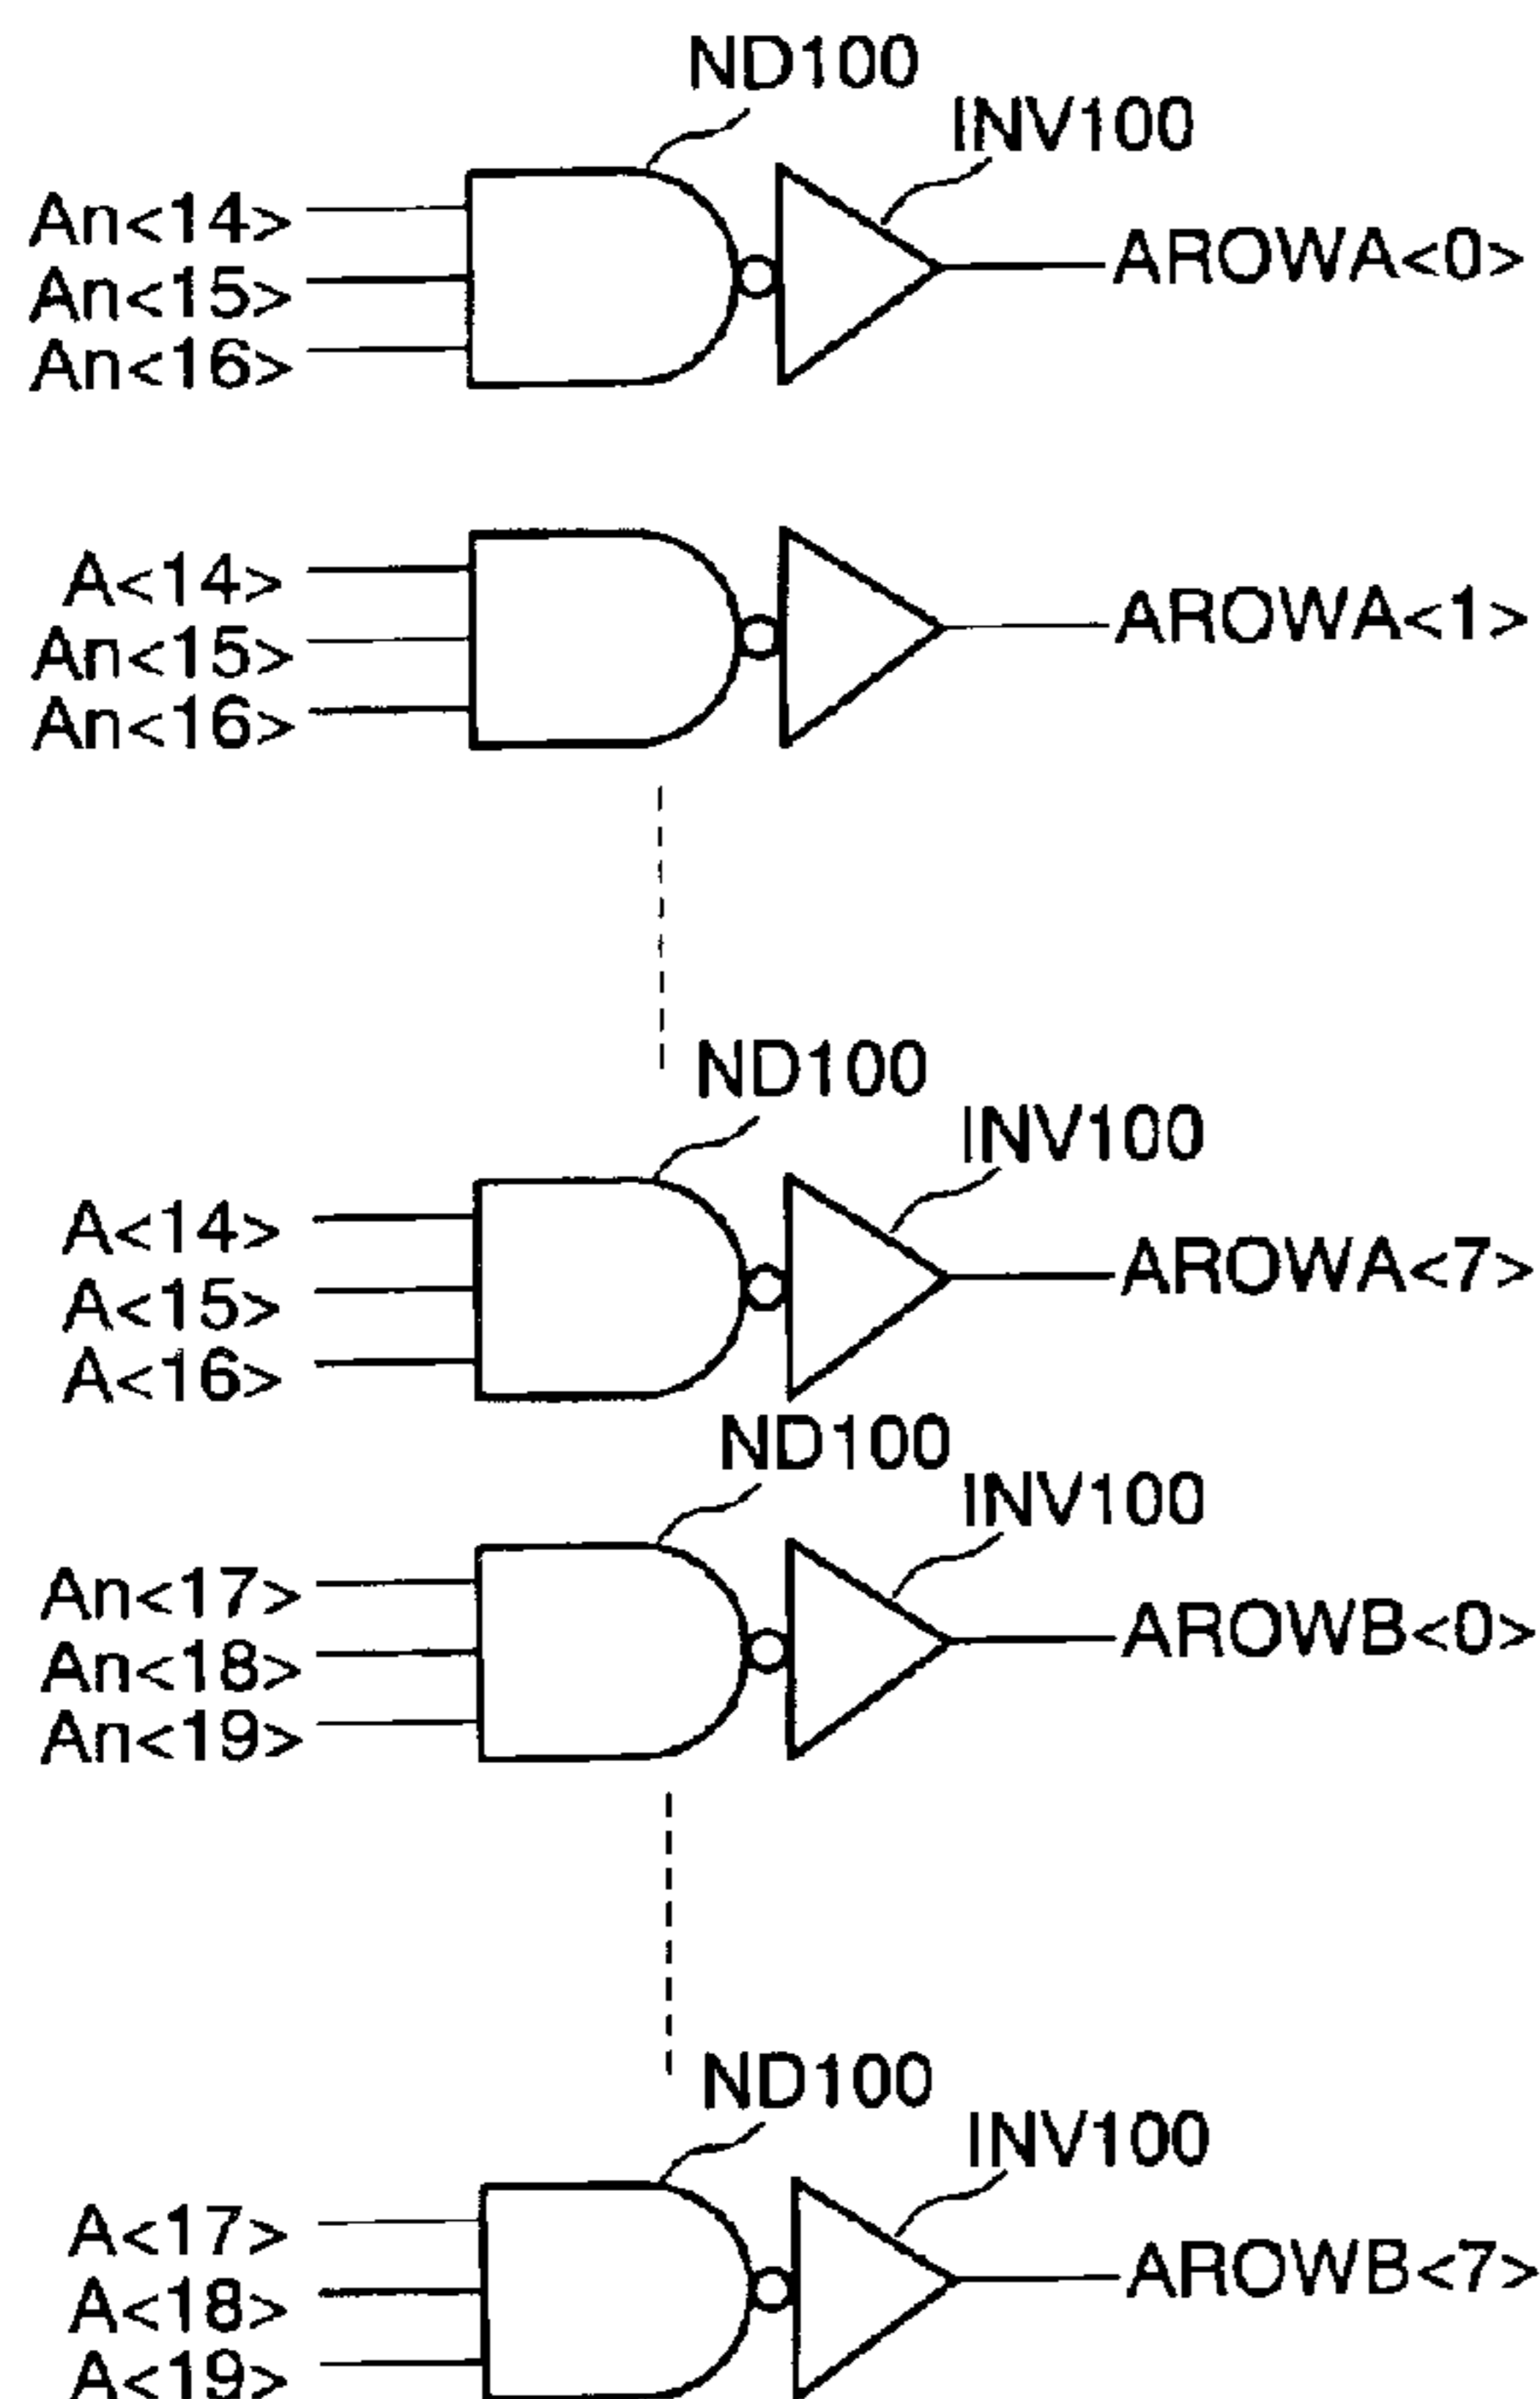 ND100
INV100
An<14>
An<15>
An<16>
AROWA<0>
A<14>
An<15>
An<16>
AROWA<1>
ND100
INV100
A<14>
A<15>
A<16>
AROWA<7>
ND100
INV100
An<17>
An<18>
An<19>
AROWB<0>
ND100
INV100
A<17>
A<18>
A<19>
AROWB<7>